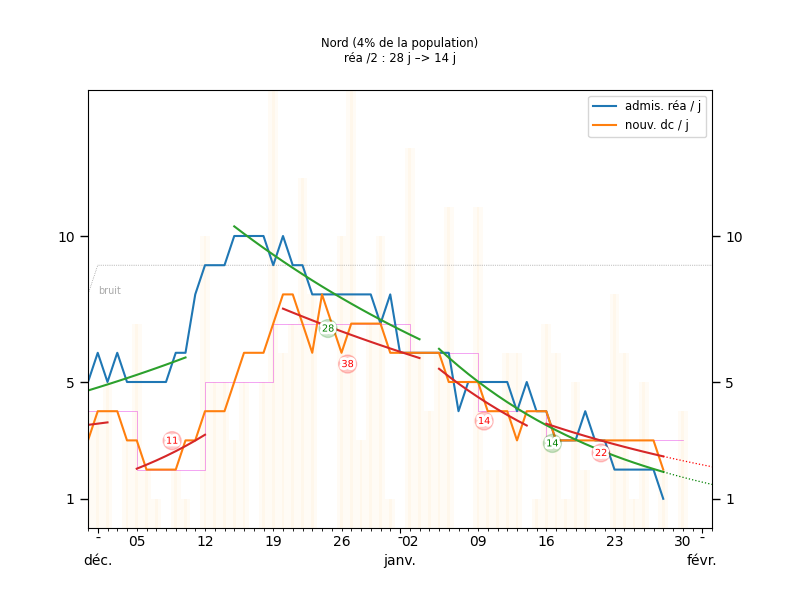 Nord (4% de la population)
réa /2 : 28 j –> 14 j
admis. réa / j
nouv. dc / j
10
10
bruit
28
38
5
5
11
14
14
22
1
1
05
12
19
26
02
09
16
23
30
déc.
janv.
févr.